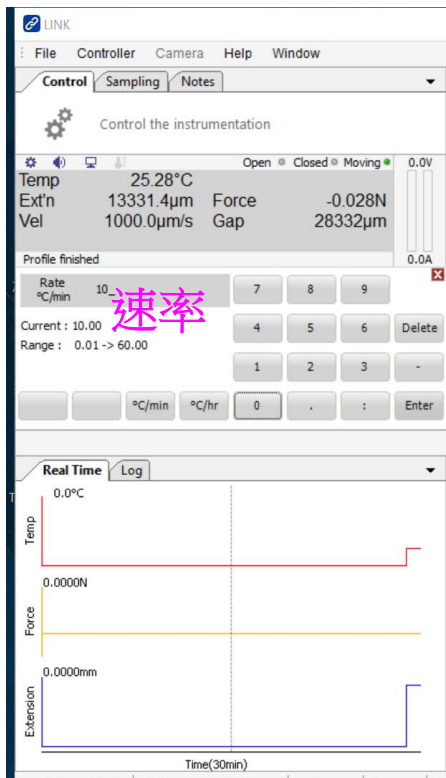 LINK
File Controller Camera Help Window
Control Sampling Notes
Control the instrumentation
Open Closed Moving 0.0V
Temp 25.28°C
Ext'n 13331.4µm Force -0.028N
Vel 1000.0µm/s Gap 28332µm
Profile finished 0.0A
Rate
°C/min 10_ 7 8 9
速率
Current : 10.00 4 5 6 Delete
Range : 0.01 -> 60.00
1 2 3 -
°C/min °C/hr 0 . : Enter
Real Time Log
0.0°C
Temp
0.0000N
Force
0.0000mm
Extension
Time(30min)